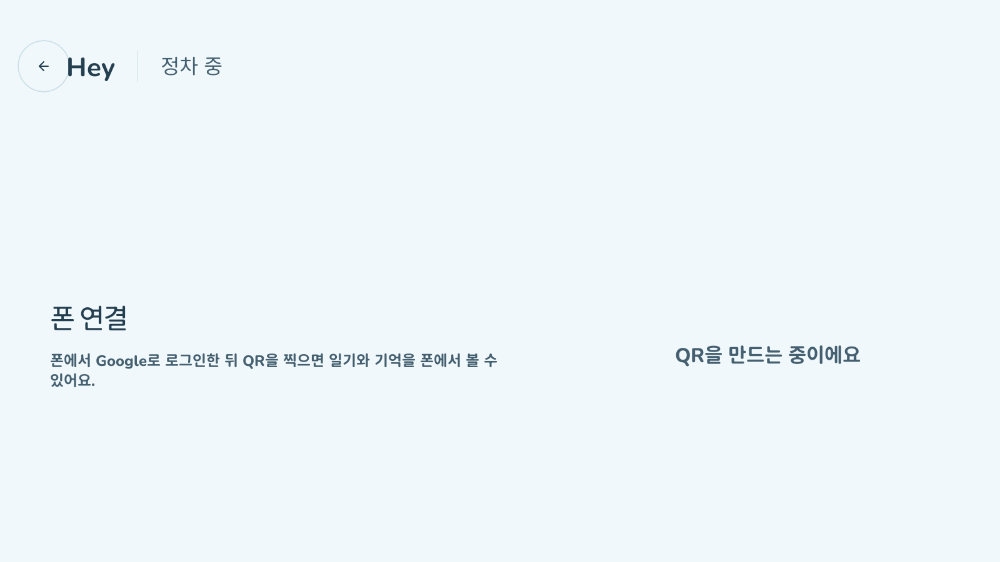 Hey
정차 중
폰 연결
폰에서 Google로 로그인한 뒤 QR을 찍으면 일기와 기억을 폰에서 볼 수
있어요.
QR을 만드는 중이에요